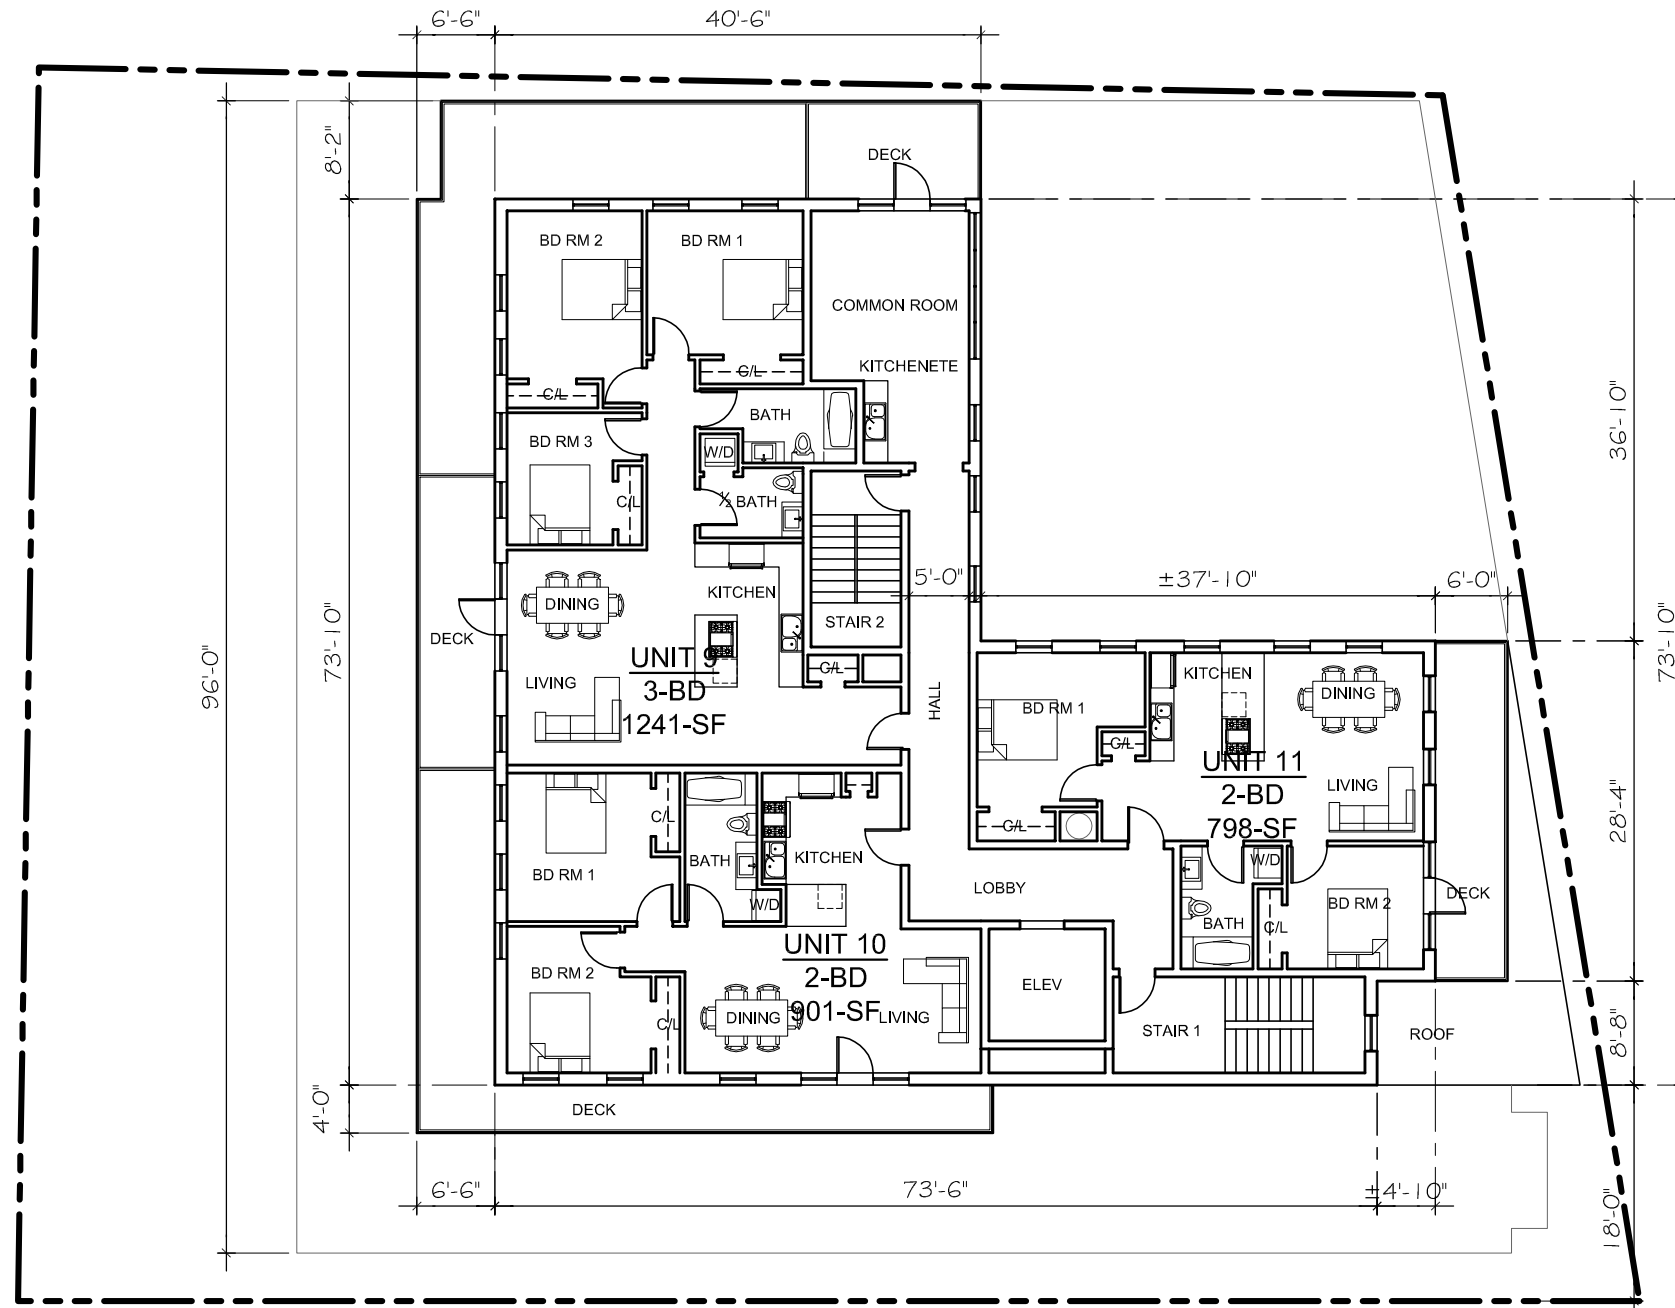 6'-6"
40'-6"
8'-2"
DECK
BD RM 2
BD RM 1
COMMON ROOM
KITCHENETE
C/L
C/L
BATH
BD RM 3
W/D
C/L
½ BATH
36'-10"
5'-0"
±37'-10"
6'-0"
KITCHEN
DINING
STAIR 2
DECK
73'-10"
96'-0"
73'-10"
UNIT 9
3-BD
1241-SF
LIVING
C/L
HALL
KITCHEN
DINING
BD RM 1
C/L
UNIT 11
2-BD
798-SF
LIVING
28'-4"
C/L
C/L
BATH
KITCHEN
BD RM 1
W/D
LOBBY
W/D
DECK
BD RM 2
BATH
C/L
UNIT 10
2-BD
901-SF
BD RM 2
ELEV
C/L
DINING
LIVING
STAIR 1
ROOF
8'-8"
4'-0"
DECK
6'-6"
73'-6"
±4'-10"
18'-0"